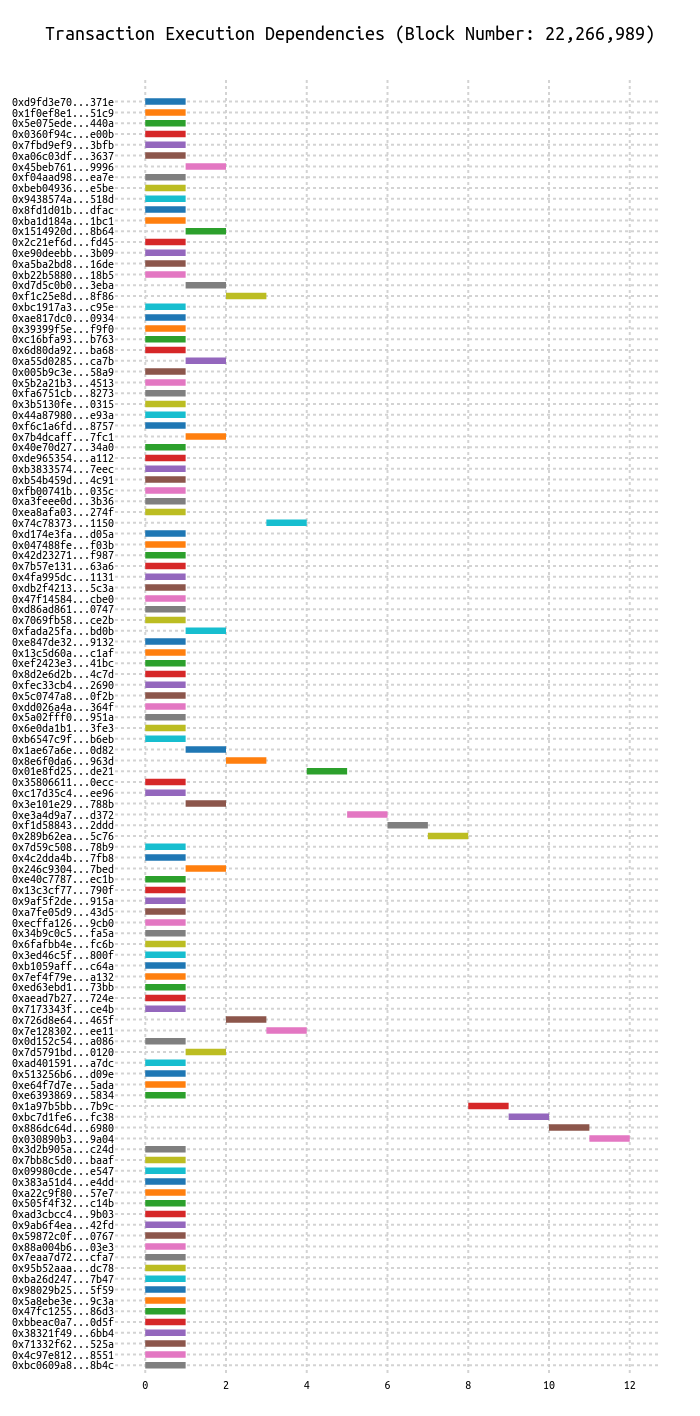 Transaction Execution Dependencies (Block Number: 22,266,989)
0xd9fd3e70...371e
0x1f0ef8e1...51c9
0x5e075ede...440a
0x0360f94c...e00b
0x7fbd9ef9...3bfb
0xa06c03df...3637
0x45beb761...9996
0xf04aad98...ea7e
0xbeb04936...e5be
0x9438574a...518d
0x8fd1d01b...dfac
0xba1d184a...1bc1
0x1514920d...8b64
0x2c21ef6d...fd45
0xe90deebb...3b09
0xa5ba2bd8...16de
0xb22b5880...18b5
0xd7d5c0b0...3eba
0xf1c25e8d...8f86
0xbc1917a3...c95e
0xae817dc0...0934
0x39399f5e...f9f0
0xc16bfa93...b763
0x6d80da92...ba68
0xa55d0285...ca7b
0x005b9c3e...58a9
0x5b2a21b3...4513
0xfa6751cb...8273
0x3b5130fe...0315
0x44a87980...e93a
0xf6c1a6fd...8757
0x7b4dcaff...7fc1
0x40e70d27...34a0
0xde965354...a112
0xb3833574...7eec
0xb54b459d...4c91
0xfb00741b...035c
0xa3feee0d...3b36
0xea8afa03...274f
0x74c78373...1150
0xd174e3fa...d05a
0x047488fe...f03b
0x42d23271...f987
0x7b57e131...63a6
0x4fa995dc...1131
0xdb2f4213...5c3a
0x47f14584...cbe0
0xd86ad861...0747
0x7069fb58...ce2b
0xfada25fa...bd0b
0xe847de32...9132
0x13c5d60a...c1af
0xef2423e3...41bc
0x8d2e6d2b...4c7d
0xfec33cb4...2690
0x5c0747a8...0f2b
0xdd026a4a...364f
0x5a02fff0...951a
0x6e0da1b1...3fe3
0xb6547c9f...b6eb
0x1ae67a6e...0d82
0x8e6f0da6...963d
0x01e8fd25...de21
0x35806611...0ecc
0xc17d35c4...ee96
0x3e101e29...788b
0xe3a4d9a7...d372
0xf1d58843...2ddd
0x289b62ea...5c76
0x7d59c508...78b9
0x4c2dda4b...7fb8
0x246c9304...7bed
0xe40c7787...ec1b
0x13c3cf77...790f
0x9af5f2de...915a
0xa7fe05d9...43d5
0xecffa126...9cb0
0x34b9c0c5...fa5a
0x6fafbb4e...fc6b
0x3ed46c5f...800f
0xb1059aff...c64a
0x7ef4f79e...a132
0xed63ebd1...73bb
0xaead7b27...724e
0x7173343f...ce4b
0x726d8e64...465f
0x7e128302...ee11
0x0d152c54...a086
0x7d5791bd...0120
0xad401591...a7dc
0x513256b6...d09e
0xe64f7d7e...5ada
0xe6393869...5834
0x1a97b5bb...7b9c
0xbc7d1fe6...fc38
0x886dc64d...6980
0x030890b3...9a04
0x3d2b905a...c24d
0x7bb8c5d0...baaf
0x09980cde...e547
0x383a51d4...e4dd
0xa22c9f80...57e7
0x505f4f32...c14b
0xad3cbcc4...9b03
0x9ab6f4ea...42fd
0x59872c0f...0767
0x88a004b6...03e3
0x7eaa7d72...cfa7
0x95b52aaa...dc78
0xba26d247...7b47
0x98029b25...5f59
0x5a8ebe3e...9c3a
0x47fc1255...86d3
0xbbeac0a7...0d5f
0x38321f49...6bb4
0x71332f62...525a
0x4c97e812...8551
0xbc0609a8...8b4c
0 2 4 6 8 10 12